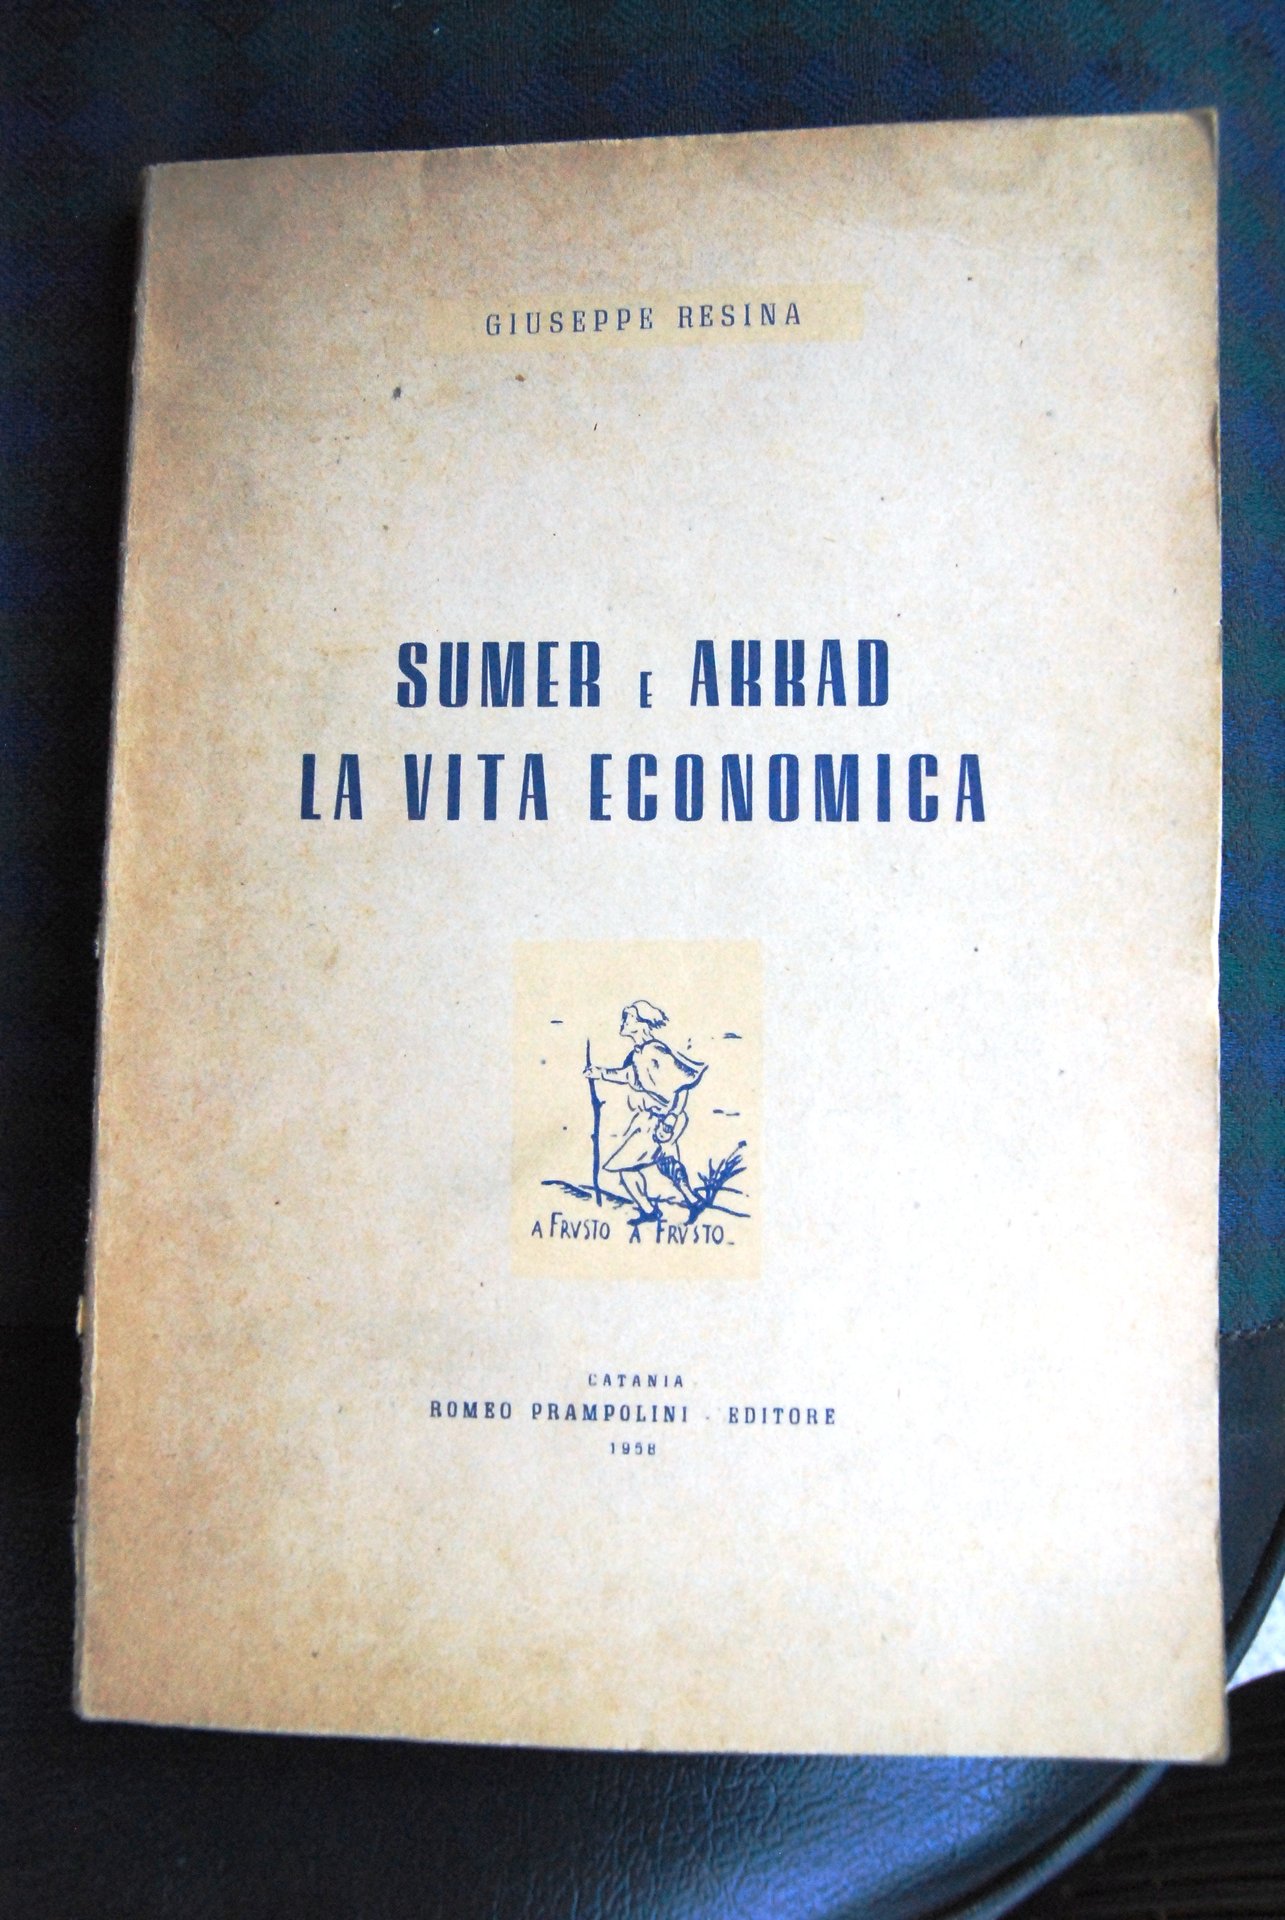 GIUSEPPE RESINA
SUMER E AKKAD
LA VITA ECONOMICA
A FRVSTO A FRVSTO
CATANIA
ROMEO PRAMPOLINI - EDITORE
1958